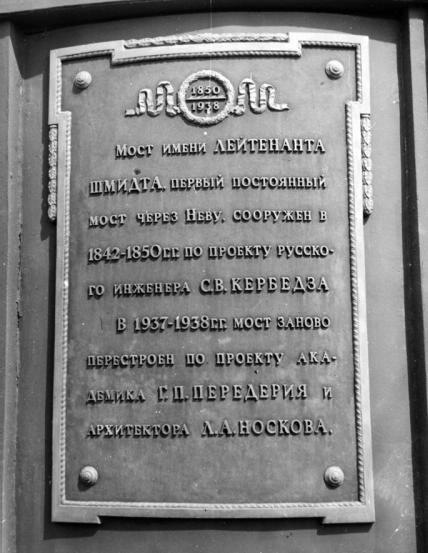 1850
1938
Мост имени ЛЕЙТЕНАНТА
ШМИДТА, первый постоянный
мост через Неву, сооружен в
1842-1850гг. по проекту русско-
го инженера С.В.КЕРБЕДЗА.
В 1937-1938гг. мост заново
перестроен по проекту ака-
демика Г.П.ПЕРЕДЕРИЯ и
архитектора Л.А.НОСКОВА.